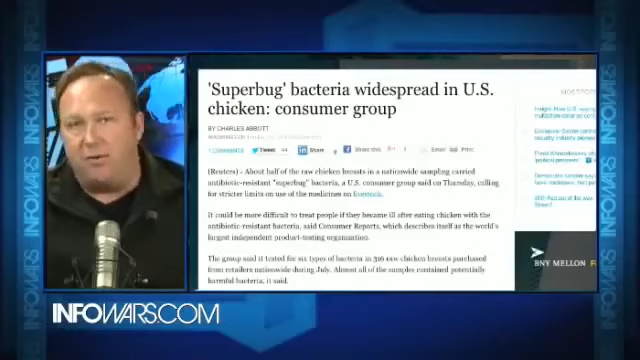 'Superbug' bacteria widespread in U.S.
chicken: consumer group
BY CHARLES ABBOTT
Tweet
Share
Share this
Email
Print
(Reuters) - About half of the raw chicken breasts in a nationwide sampling carried
antibiotic-resistant "superbug" bacteria, a U.S. consumer group said on Thursday, calling
for stricter limits on use of the medicines on livestock.
It could be more difficult to treat people if they became ill after eating chicken with the
antibiotic-resistant bacteria, said Consumer Reports, which describes itself as the world's
largest independent product-testing organization.
The group said it tested for six types of bacteria in 316 raw chicken breasts purchased
from retailers nationwide during July. Almost all of the samples contained potentially
harmful bacteria, it said.
BNY MELLON
INFOWARS.COM
INFOWARS
INFOWARS